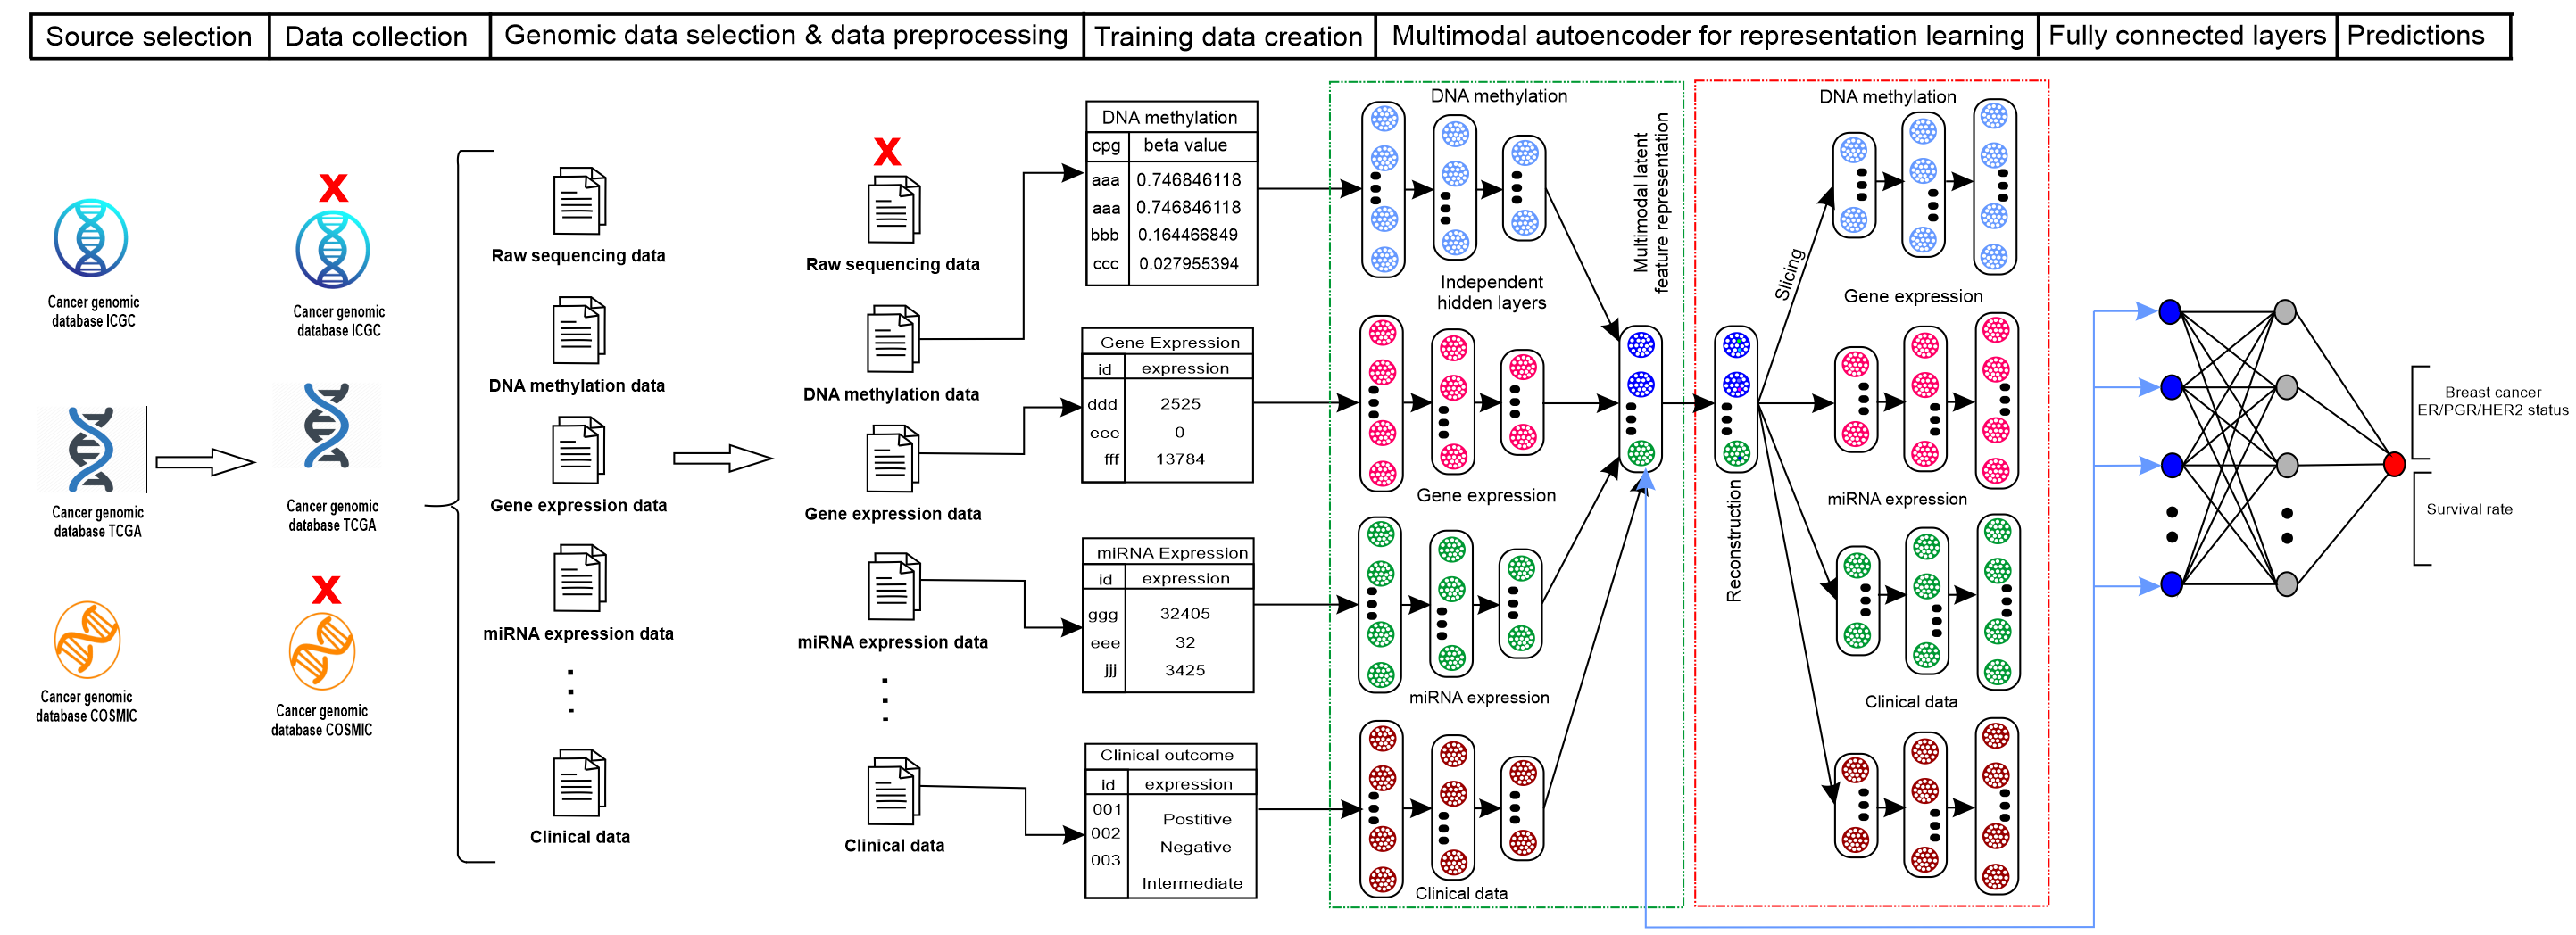 Source selection
Data collection
Genomic data selection & data preprocessing
Training data creation
Multimodal autoencoder for representation learning
Fully connected layers
Predictions
Cancer genomic
database ICGC
Cancer genomic
database TCGA
Cancer genomic
database COSMIC
X
Cancer genomic
database ICGC
Cancer genomic
database TCGA
X
Cancer genomic
database COSMIC
Raw sequencing data
DNA methylation data
Gene expression data
miRNA expression data
Clinical data
X
Raw sequencing data
DNA methylation data
Gene expression data
miRNA expression data
Clinical data
DNA methylation
cpg beta value
aaa 0.746846118
aaa 0.746846118
bbb 0.164466849
ccc 0.027955394
Gene Expression
id expression
ddd 2525
eee 0
fff 13784
miRNA Expression
id expression
ggg 32405
eee 32
jjj 3425
Clinical outcome
id expression
001 Postitive
002 Negative
003
Intermediate
DNA methylation
Independent
hidden layers
Gene expression
miRNA expression
Clinical data
Multimodal latent
feature representation
Reconstruction
Slicing
DNA methylation
Gene expression
miRNA expression
Clinical data
Breast cancer
ER/PGR/HER2 status
Survival rate